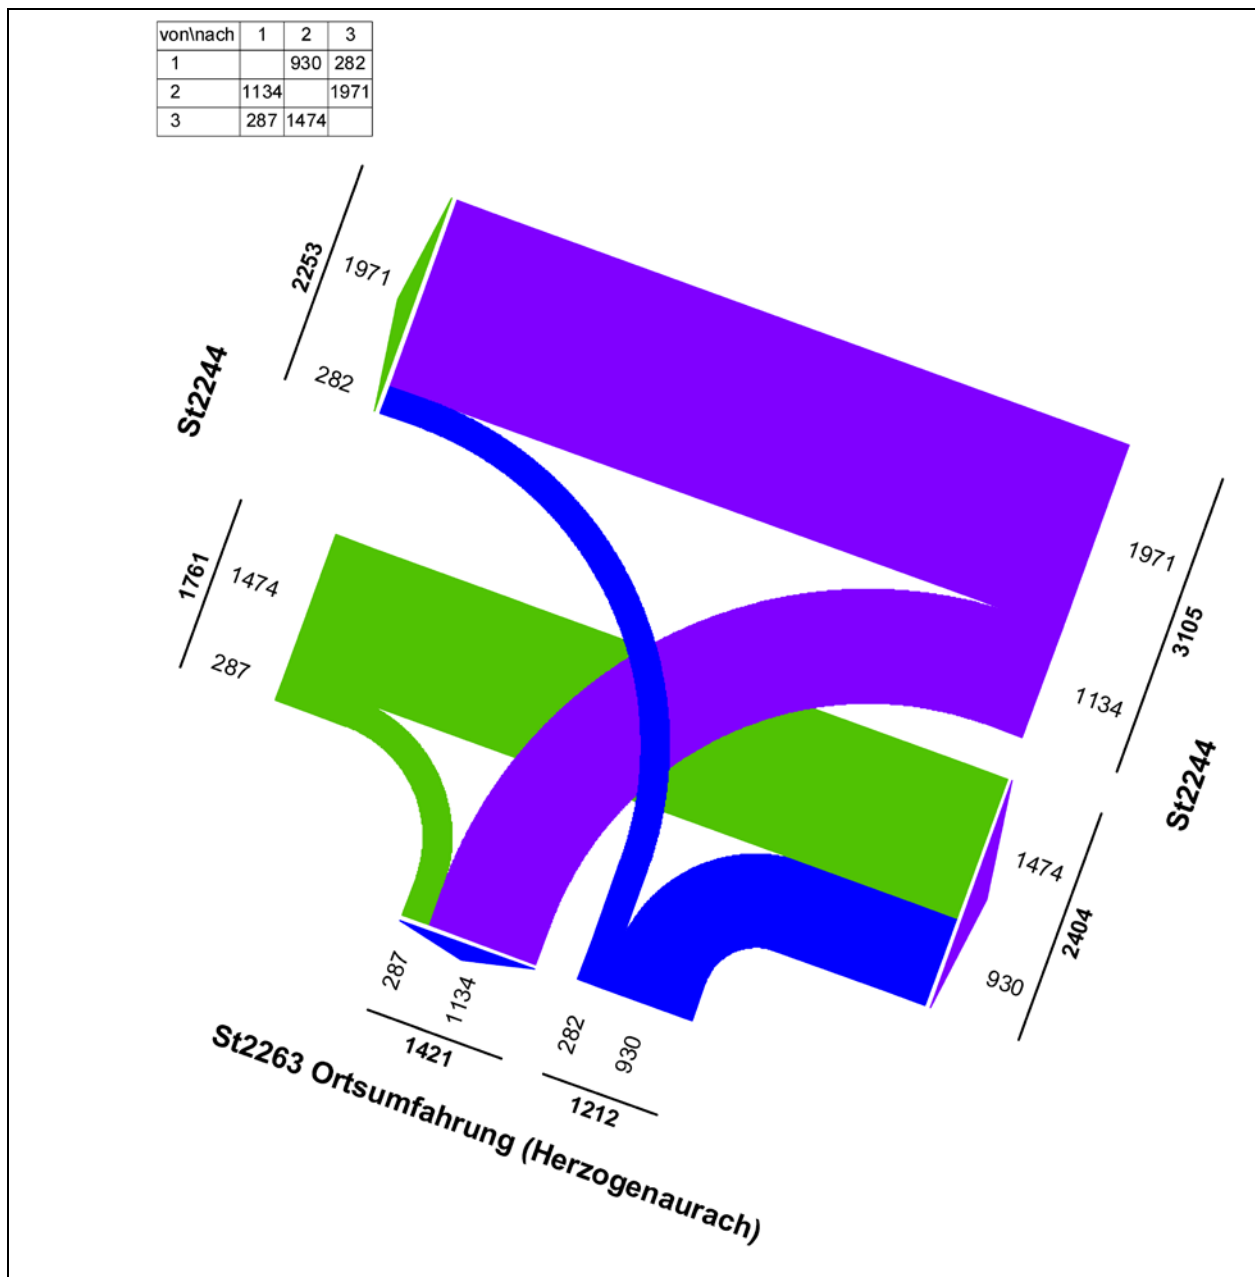 von\nach 1 2 3
1 930 282
2 1134 1971
3 287 1474
2253
1971
282
St2244
1761
1474
287
1971
3105
1134
St2244
1474
2404
930
287
1134
1421
282
930
1212
St2263 Ortsumfahrung (Herzogenaurach)